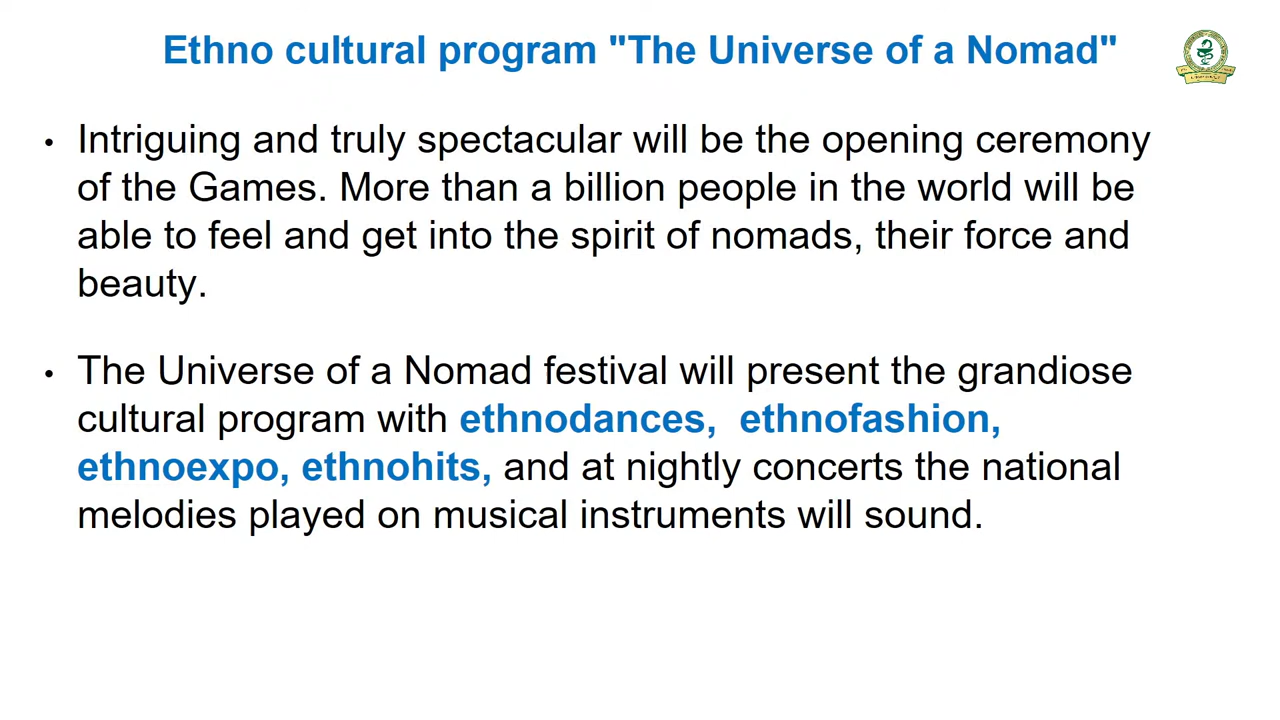 Ethno cultural program "The Universe of a Nomad"
• Intriguing and truly spectacular will be the opening ceremony
of the Games. More than a billion people in the world will be
able to feel and get into the spirit of nomads, their force and
beauty.
• The Universe of a Nomad festival will present the grandiose
cultural program with ethnodances,  ethnofashion,
ethnoexpo, ethnohits, and at nightly concerts the national
melodies played on musical instruments will sound.